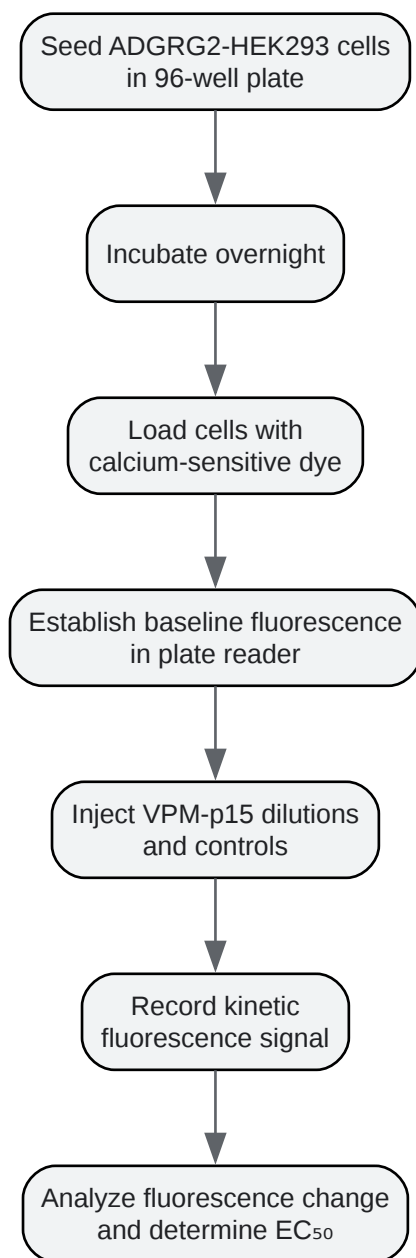 Seed ADGRG2-HEK293 cells
in 96-well plate
Incubate overnight
Load cells with
calcium-sensitive dye
Establish baseline fluorescence
in plate reader
Inject VPM-p15 dilutions
and controls
Record kinetic
fluorescence signal
Analyze fluorescence change
and determine EC₅₀